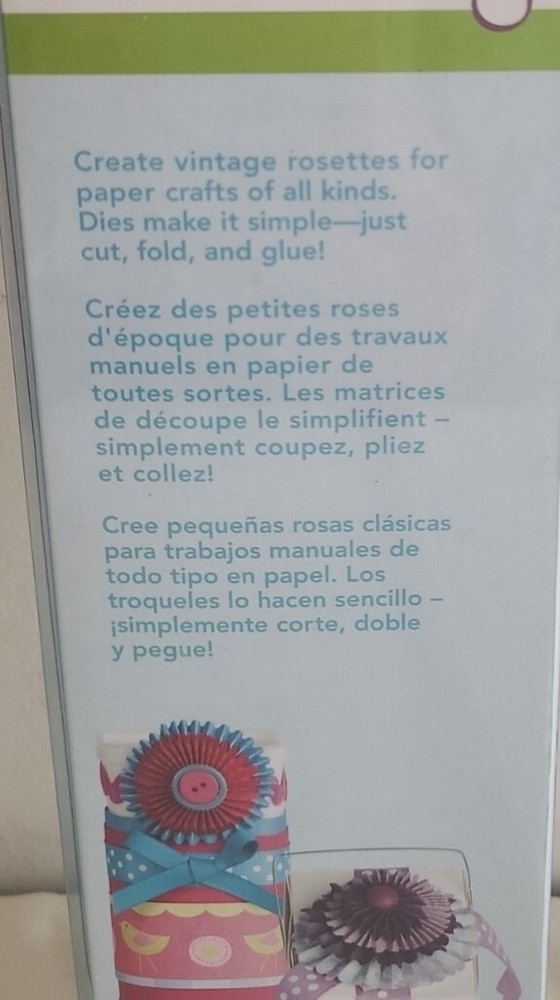 Create vintage rosettes for
paper crafts of all kinds.
Dies make it simple—just
cut, fold, and glue!
Créez des petites roses
d'époque pour des travaux
manuels en papier de
toutes sortes. Les matrices
de découpe le simplifient –
simplement coupez, pliez
et collez!
Cree pequeñas rosas clásicas
para trabajos manuales de
todo tipo en papel. Los
troqueles lo hacen sencillo –
¡simplemente corte, doble
y pegue!